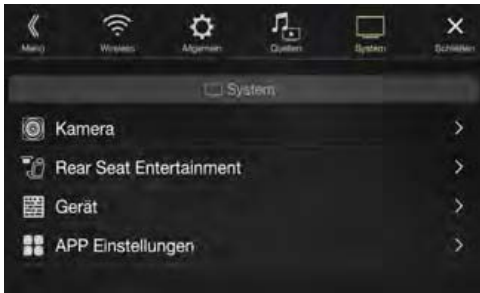 Menü Wireless Allgemein Quellen System Schließen
System
Kamera
Rear Seat Entertainment
Gerät
APP Einstellungen